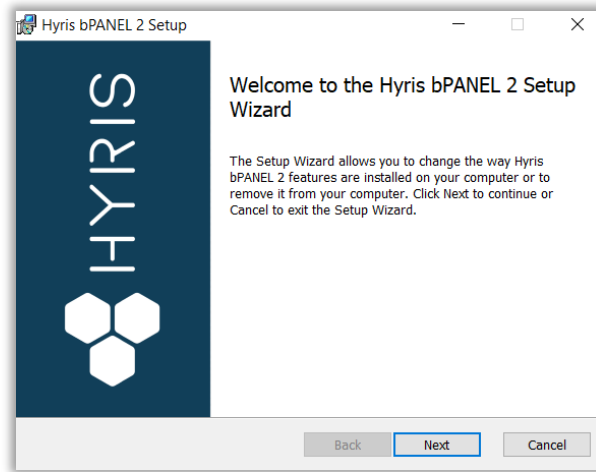 Hyris bPANEL 2 Setup
HYRIS
Welcome to the Hyris bPANEL 2 Setup
Wizard
The Setup Wizard allows you to change the way Hyris
bPANEL 2 features are installed on your computer or to
remove it from your computer. Click Next to continue or
Cancel to exit the Setup Wizard.
Back
Next
Cancel